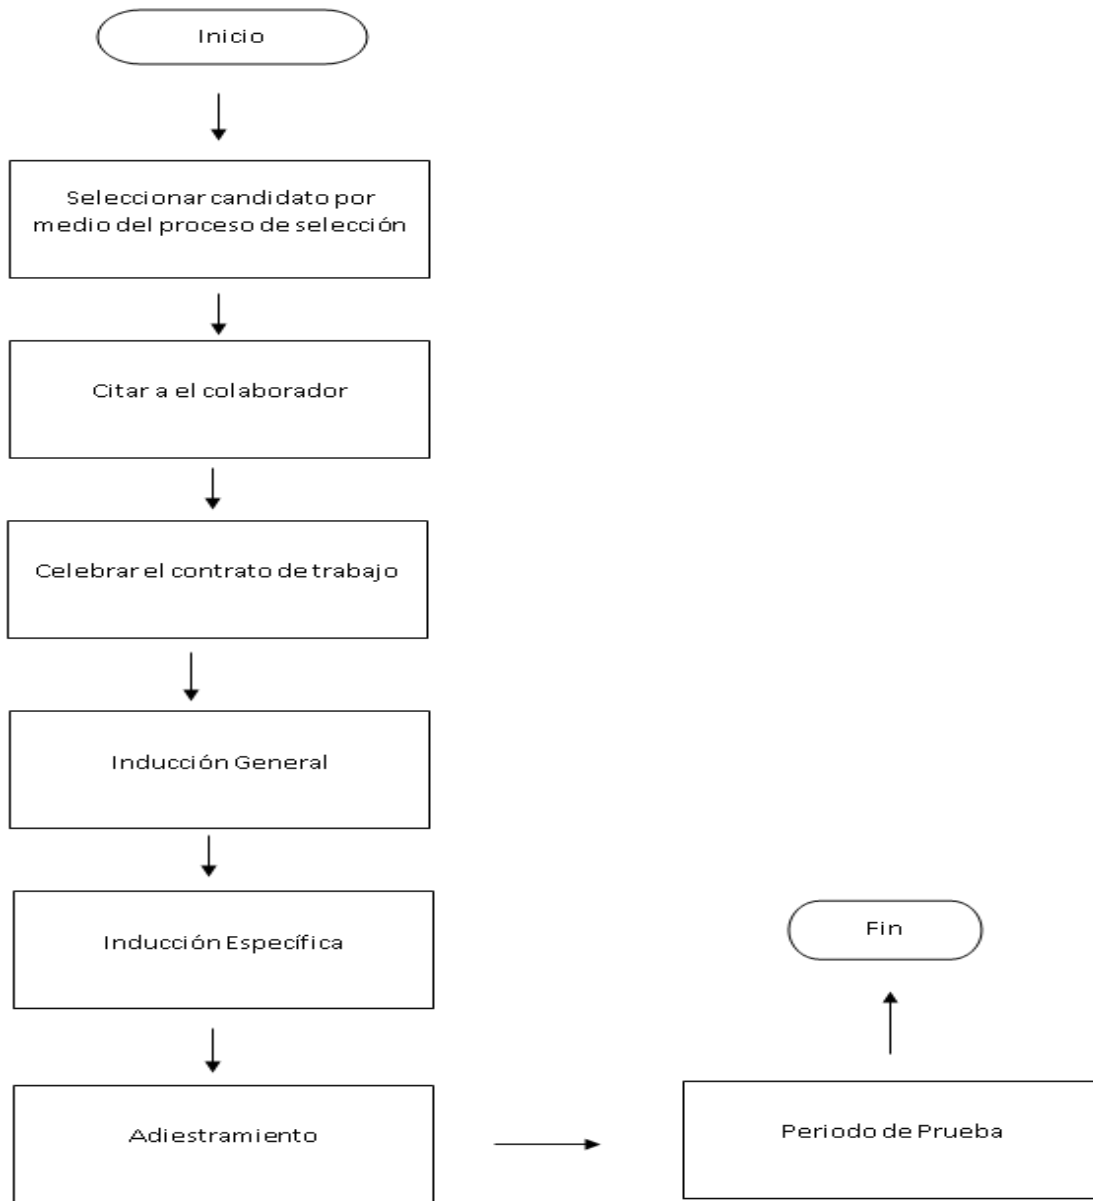 Inicio
Seleccionar candidato por
medio del proceso de selección
Citar a el colaborador
Celebrar el contrato de trabajo
Inducción General
Inducción Específica
Adiestramiento
Periodo de Prueba
Fin